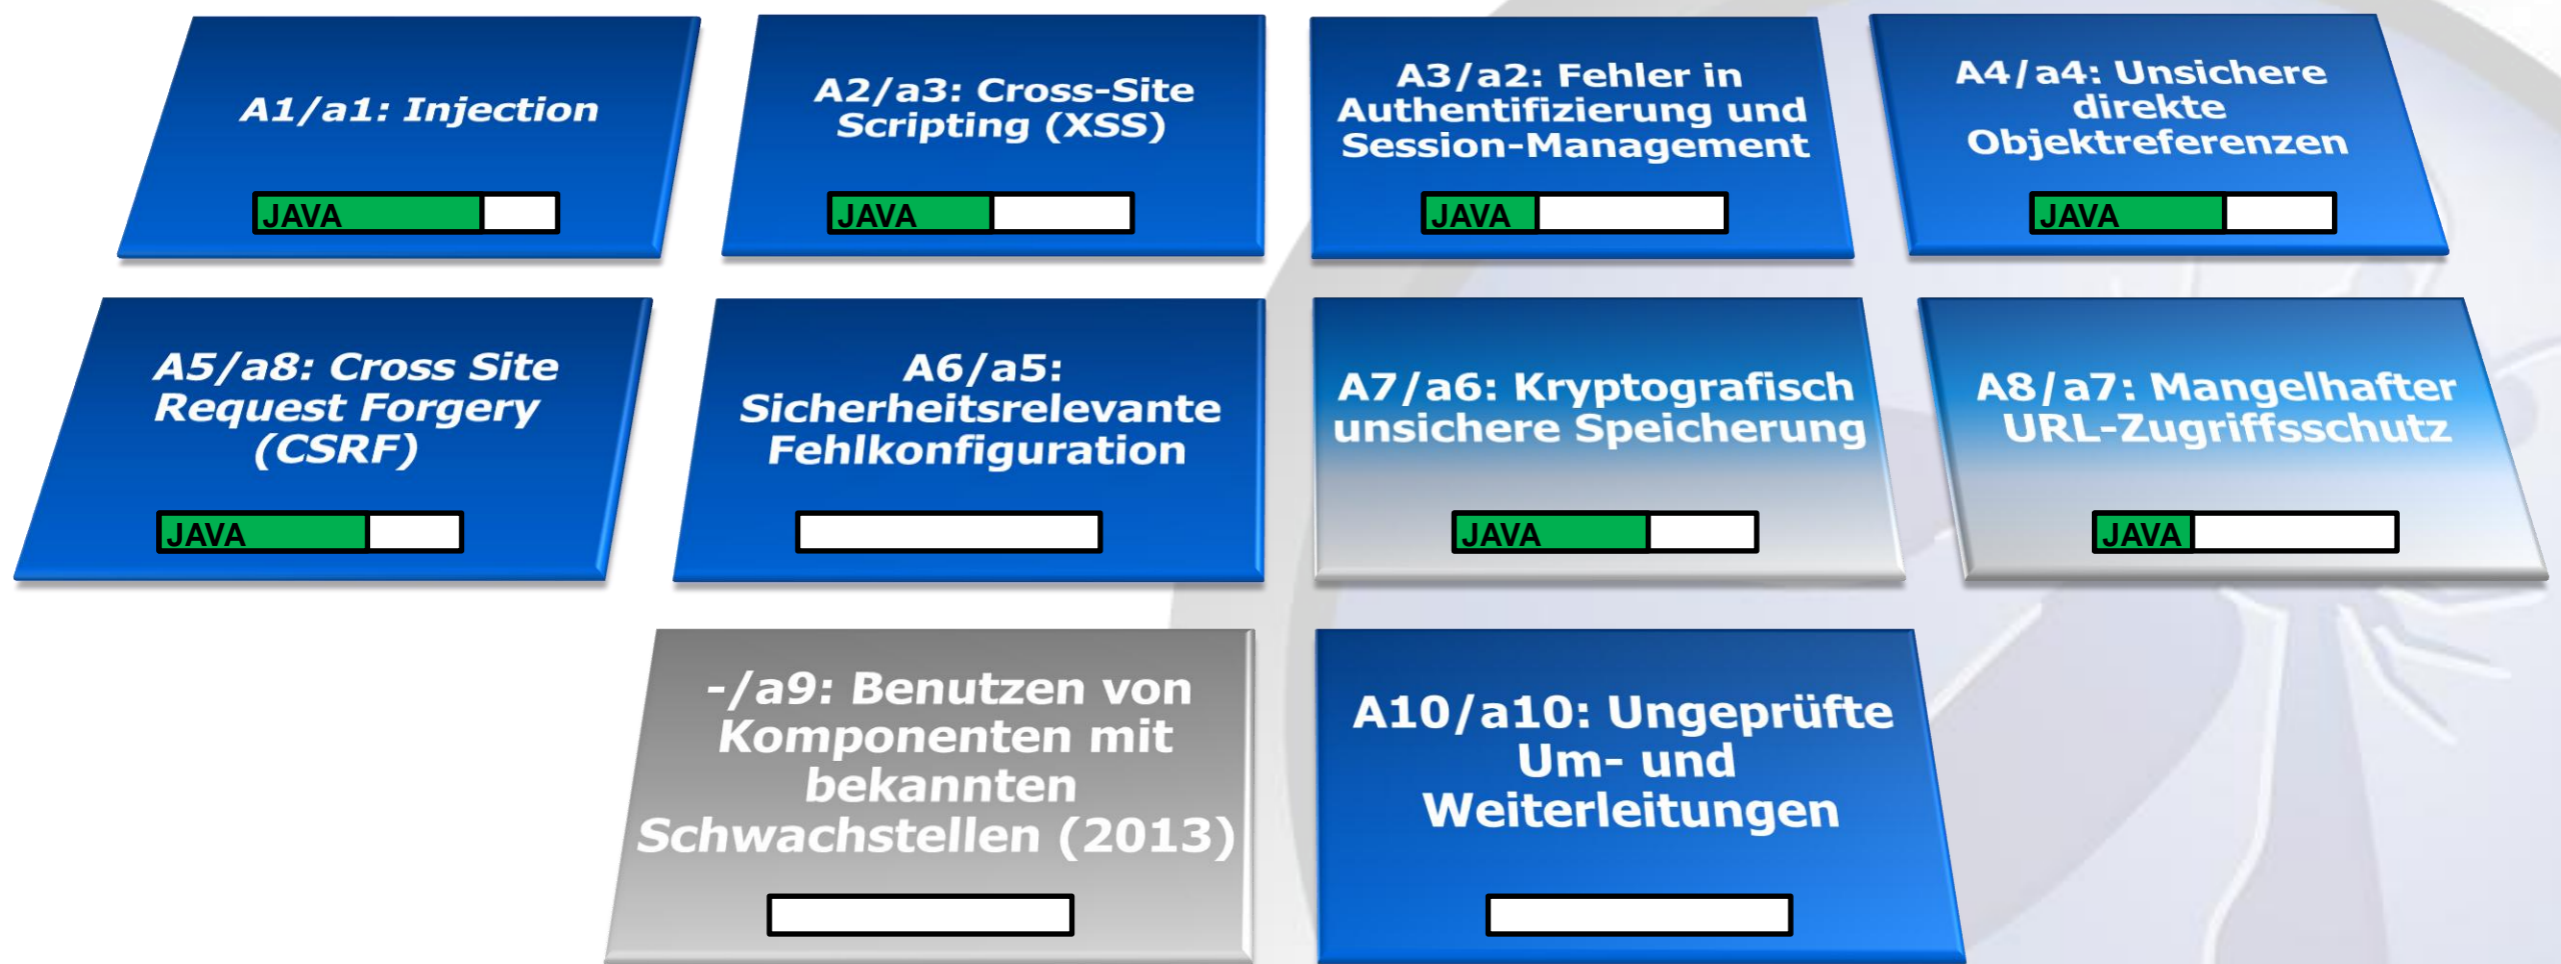 A1/a1: Injection
JAVA
A2/a3: Cross-Site
Scripting (XSS)
JAVA
A3/a2: Fehler in
Authentifizierung und
Session-Management
JAVA
A4/a4: Unsichere
direkte
Objektreferenzen
JAVA
A5/a8: Cross Site
Request Forgery
(CSRF)
JAVA
A6/a5:
Sicherheitsrelevante
Fehlkonfiguration
A7/a6: Kryptografisch
unsichere Speicherung
JAVA
A8/a7: Mangelhafter
URL-Zugriffsschutz
JAVA
-/a9: Benutzen von
Komponenten mit
bekannten
Schwachstellen (2013)
A10/a10: Ungeprüfte
Um- und
Weiterleitungen